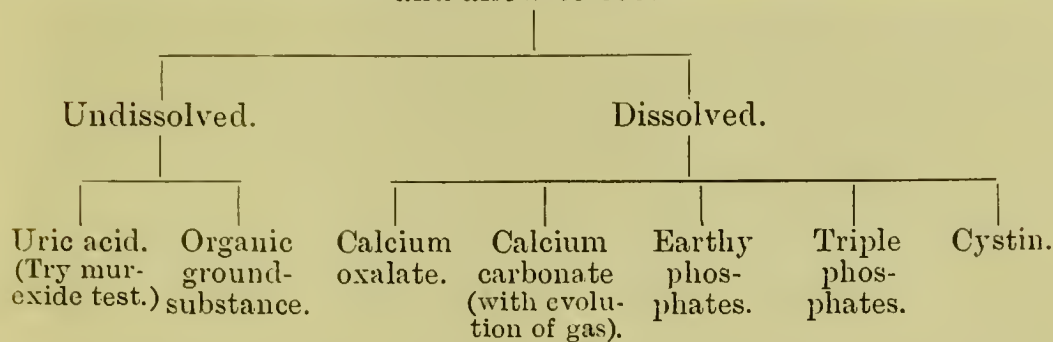 Undissolved.
Dissolved.
Uric acid.
(Try mur-
exide test.)
Organic
ground-
substance.
Calcium
oxalate.
Calcium
carbonate
(with evolu-
tion of gas).
Earthy
phos-
phates.
Triple
phos-
phates.
Cystin.